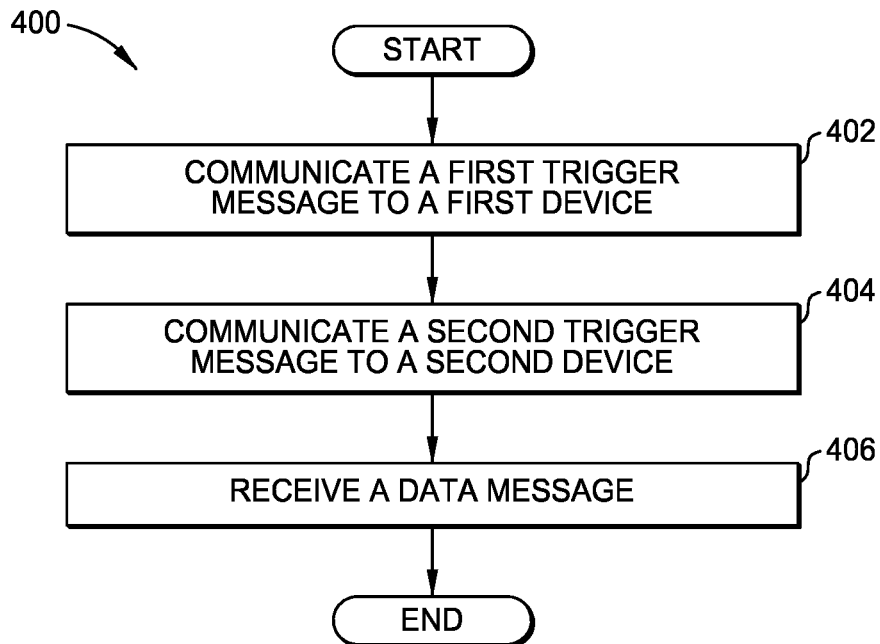 400
START
402
COMMUNICATE A FIRST TRIGGER
MESSAGE TO A FIRST DEVICE
404
COMMUNICATE A SECOND TRIGGER
MESSAGE TO A SECOND DEVICE
406
RECEIVE A DATA MESSAGE
END